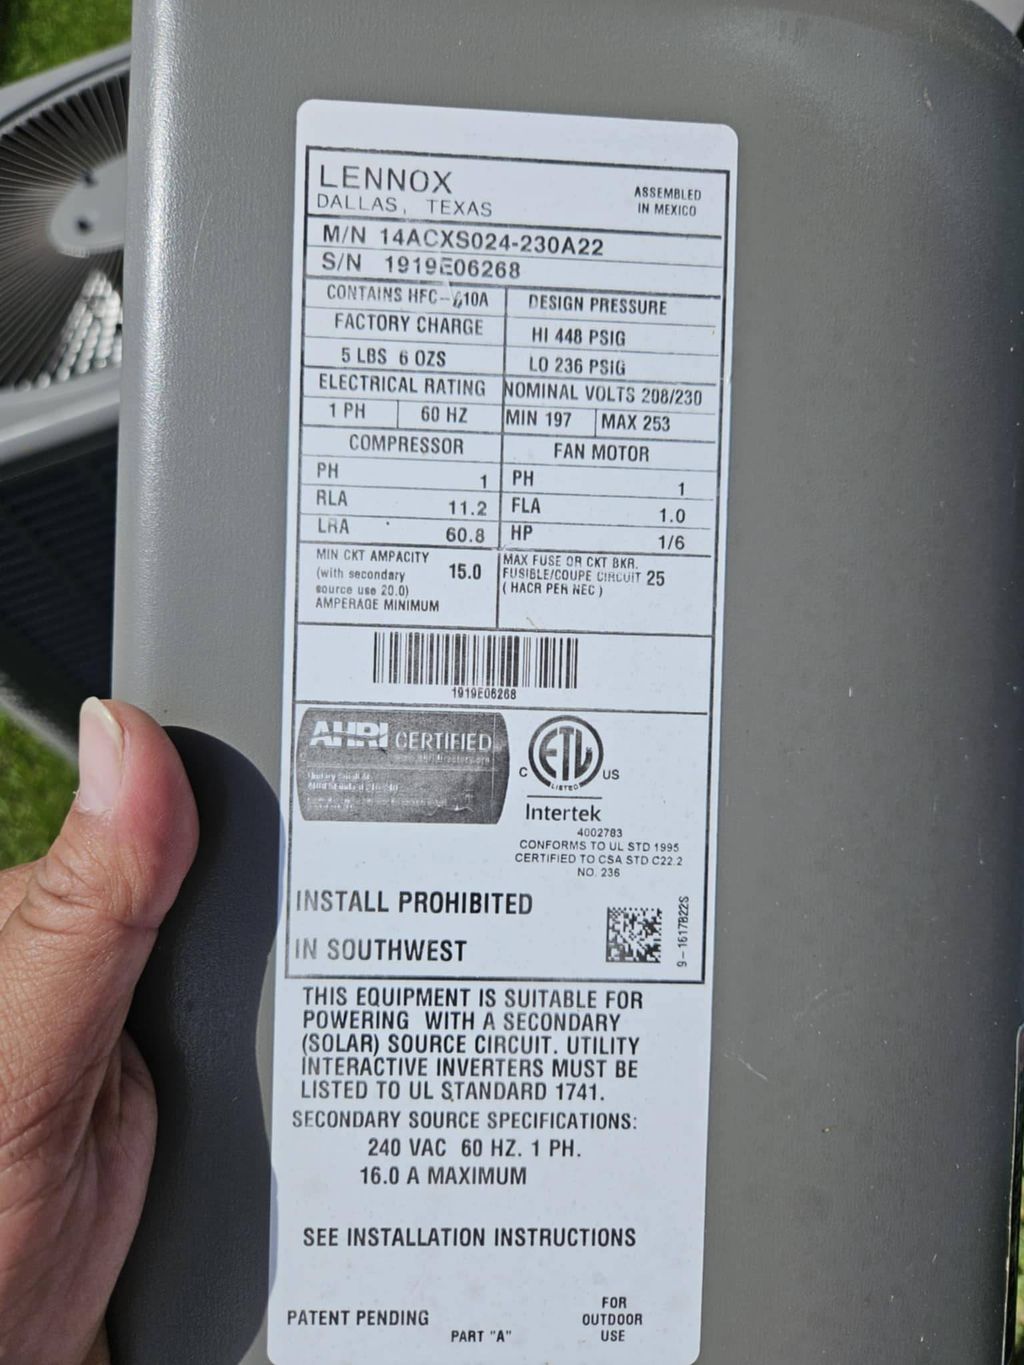 LENNOX
DALLAS, TEXAS
ASSEMBLED
IN MEXICO
M/N 14ACXS024-230A22
S/N 1919E06268
CONTAINS HFC-410A
DESIGN PRESSURE
FACTORY CHARGE
HI 448 PSIG
5 LBS 6 OZS
LO 236 PSIG
ELECTRICAL RATING
NOMINAL VOLTS 208/230
1 PH 60 HZ
MIN 197 MAX 253
COMPRESSOR
FAN MOTOR
PH 1
PH 1
RLA 11.2
FLA 1.0
LRA 60.8
HP 1/6
MIN CKT AMPACITY
(with secondary 15.0
source use 20.0)
AMPERAGE MINIMUM
MAX FUSE OR CKT BKR.
FUSIBLE/COUPE CIRCUIT 25
(HACR PER NEC)
1919E06268
AHRI CERTIFIED
C ETL US
LISTED
Intertek
4002783
CONFORMS TO UL STD 1995
CERTIFIED TO CSA STD C22.2
NO. 236
INSTALL PROHIBITED
IN SOUTHWEST
9-1617B22S
THIS EQUIPMENT IS SUITABLE FOR
POWERING WITH A SECONDARY
(SOLAR) SOURCE CIRCUIT. UTILITY
INTERACTIVE INVERTERS MUST BE
LISTED TO UL STANDARD 1741.
SECONDARY SOURCE SPECIFICATIONS:
240 VAC 60 HZ. 1 PH.
16.0 A MAXIMUM
SEE INSTALLATION INSTRUCTIONS
PATENT PENDING
PART "A"
FOR
OUTDOOR
USE